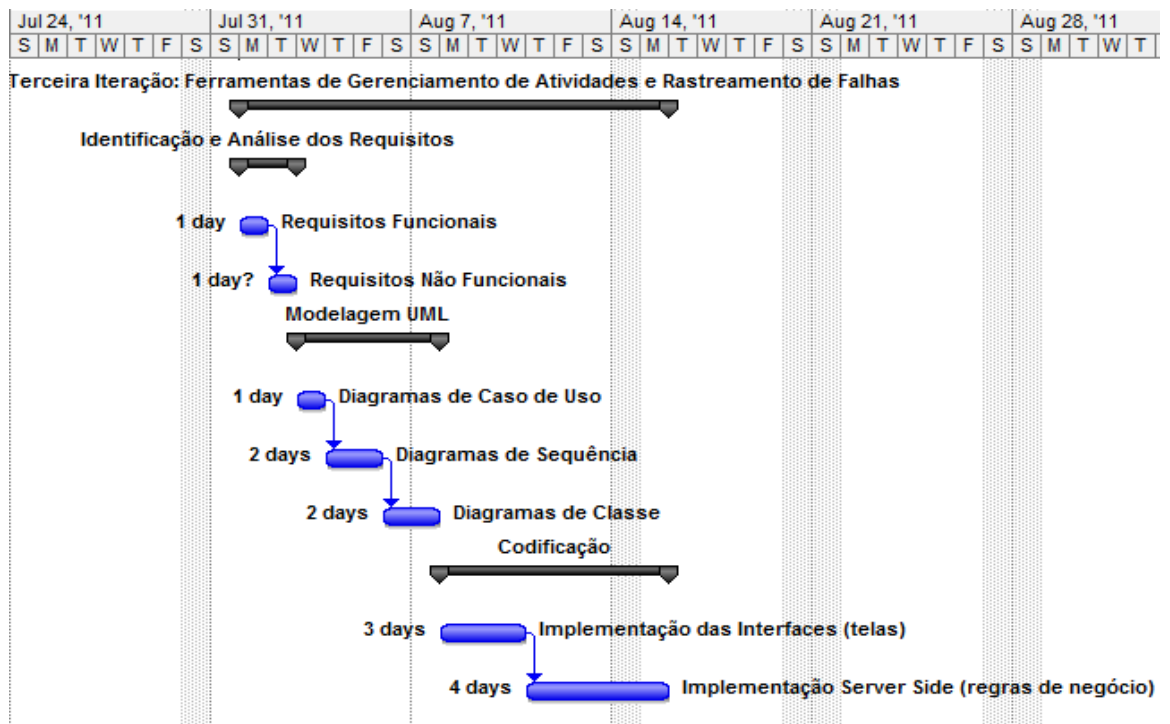 Jul 24, '11 Jul 31, '11 Aug 7, '11 Aug 14, '11 Aug 21, '11 Aug 28, '11
S M T W T F S S M T W T F S S M T W T F S S M T W T F S S M T W T F S S M T W T
Terceira Iteração: Ferramentas de Gerenciamento de Atividades e Rastreamento de Falhas
Identificação e Análise dos Requisitos
1 day Requisitos Funcionais
1 day? Requisitos Não Funcionais
Modelagem UML
1 day Diagramas de Caso de Uso
2 days Diagramas de Sequência
2 days Diagramas de Classe
Codificação
3 days Implementação das Interfaces (telas)
4 days Implementação Server Side (regras de negócio)